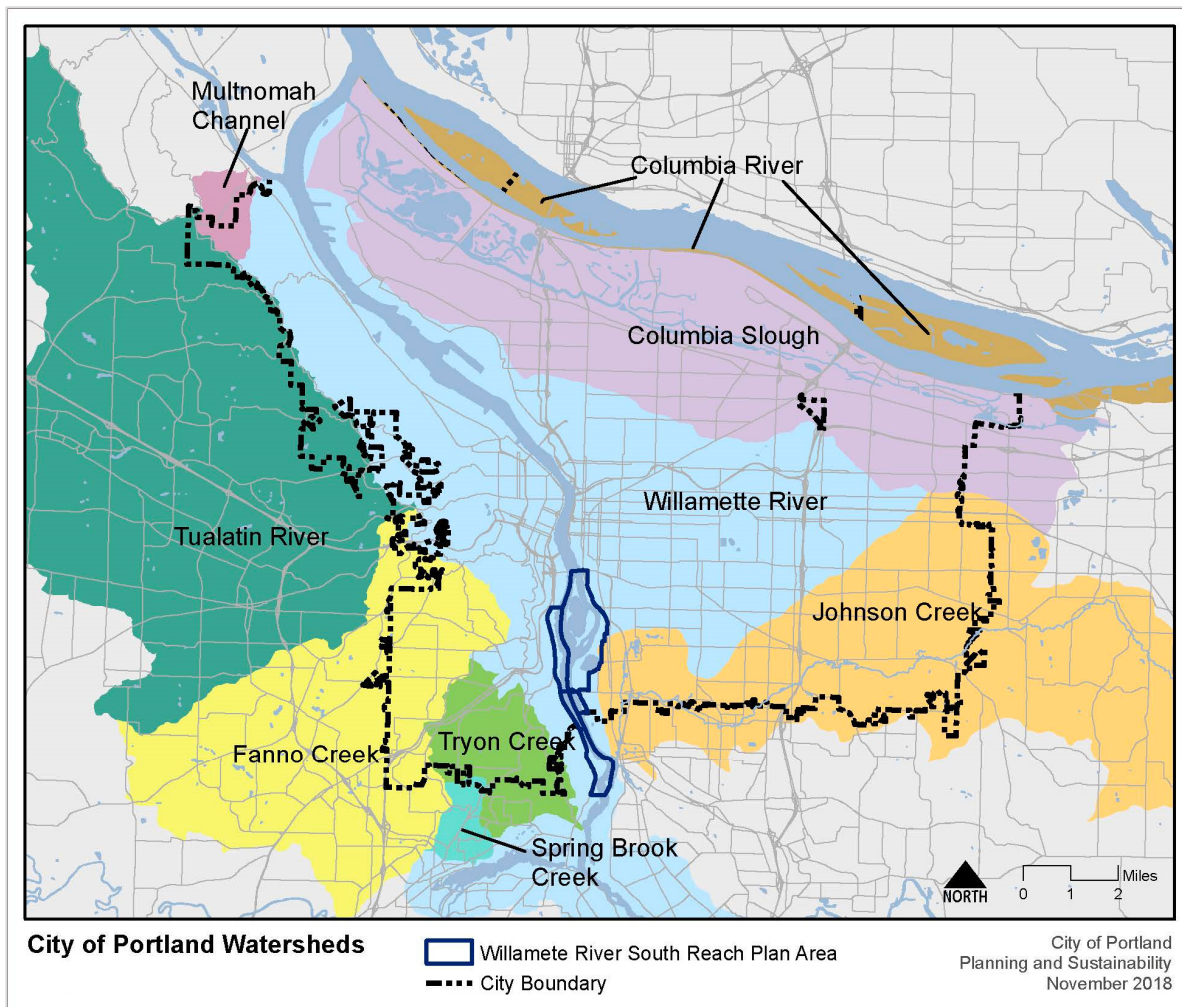 Multnomah
Channel
Columbia River
Columbia Slough
Willamette River
Tualatin River
Johnson Creek
Fanno Creek
Tryon Creek
Spring Brook
Creek
NORTH
0 1 2 Miles
City of Portland Watersheds
Willamete River South Reach Plan Area
City Boundary
City of Portland
Planning and Sustainability
November 2018